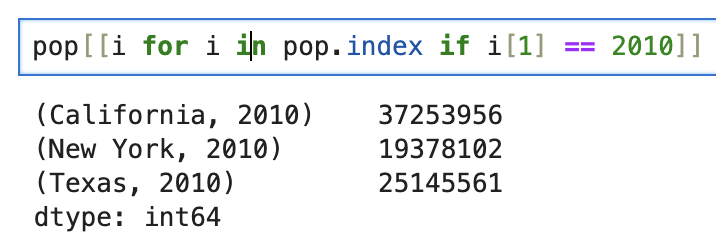 pop[[i for i in pop.index if i[1] == 2010]]
(California, 2010)    37253956
(New York, 2010)      19378102
(Texas, 2010)         25145561
dtype: int64